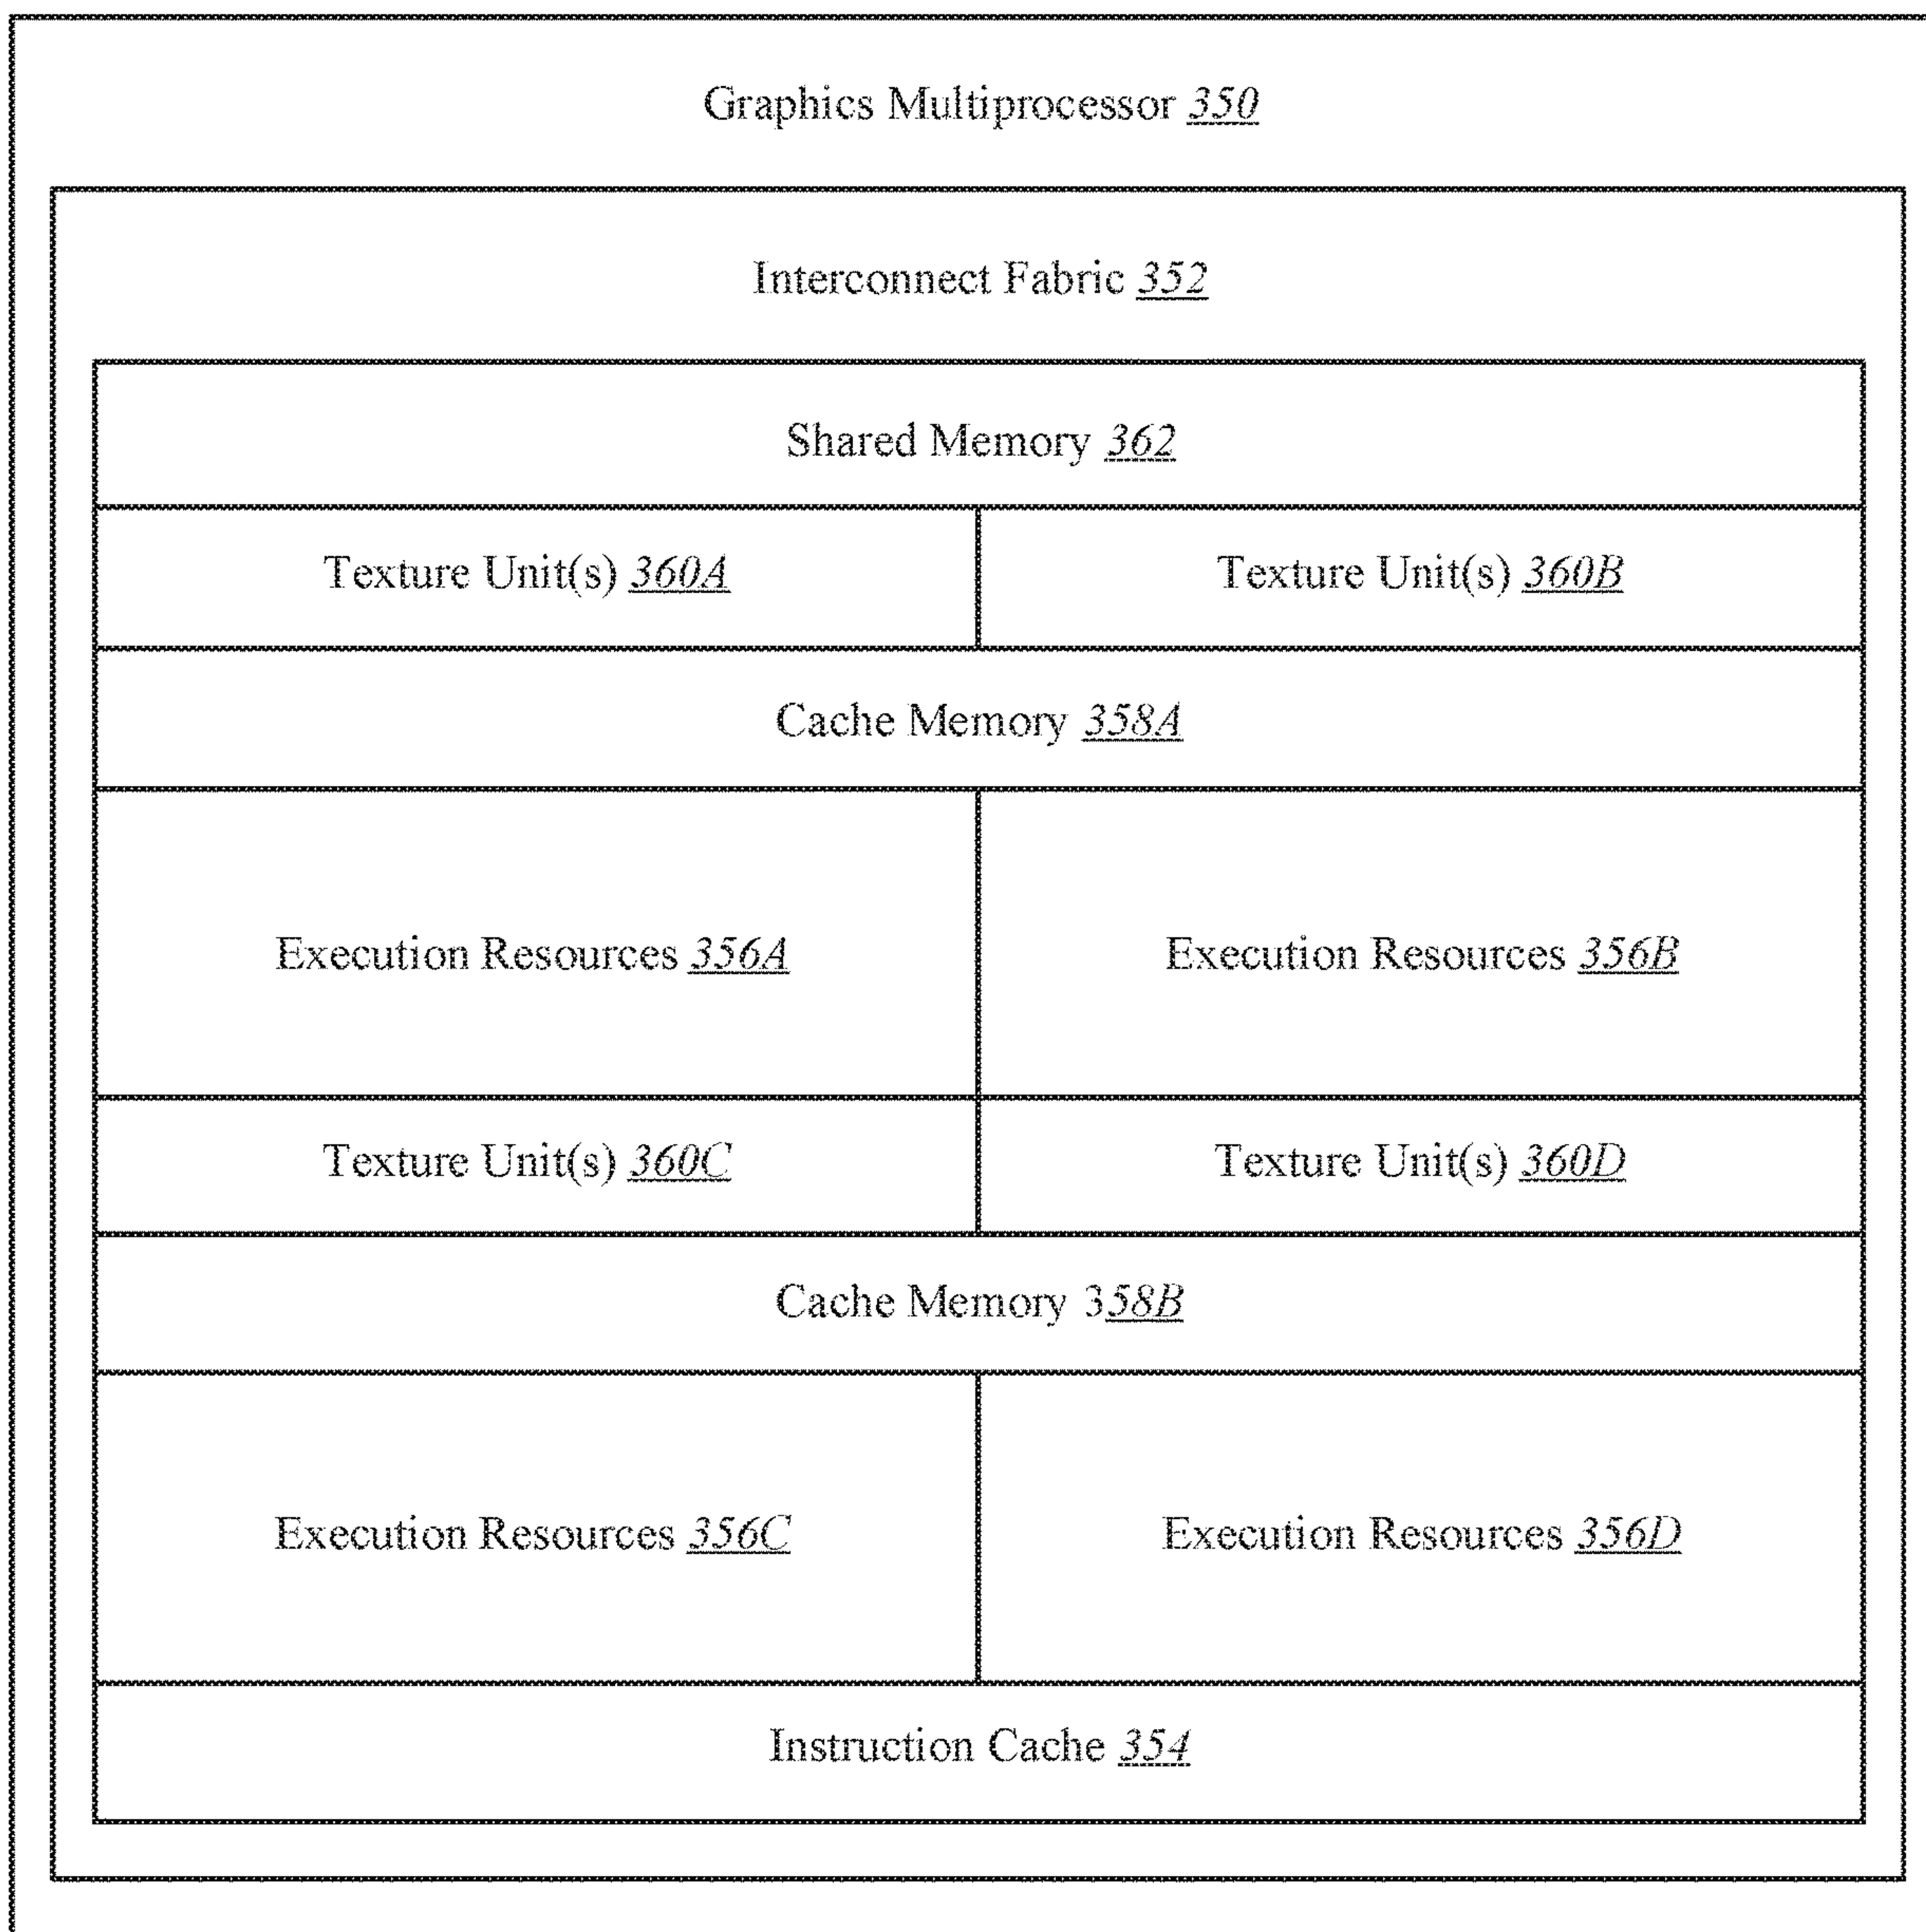 Graphics Multiprocessor 350
Interconnect Fabric 352
Shared Memory 362
Texture Unit(s) 360A
Texture Unit(s) 360B
Cache Memory 358A
Execution Resources 356A
Execution Resources 356B
Texture Unit(s) 360C
Texture Unit(s) 360D
Cache Memory 358B
Execution Resources 356C
Execution Resources 356D
Instruction Cache 354